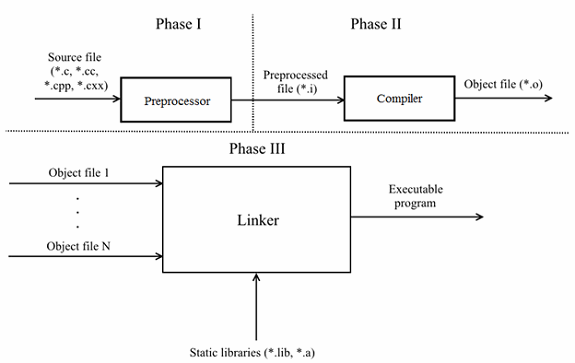 Phase I
Phase II
Source file
(*.c, *.cc,
*.cpp, *.cxx)
Preprocessor
Preprocessed
file (*.i)
Compiler
Object file (*.o)
Phase III
Object file 1
.
.
.
Object file N
Linker
Executable
program
Static libraries (*.lib, *.a)